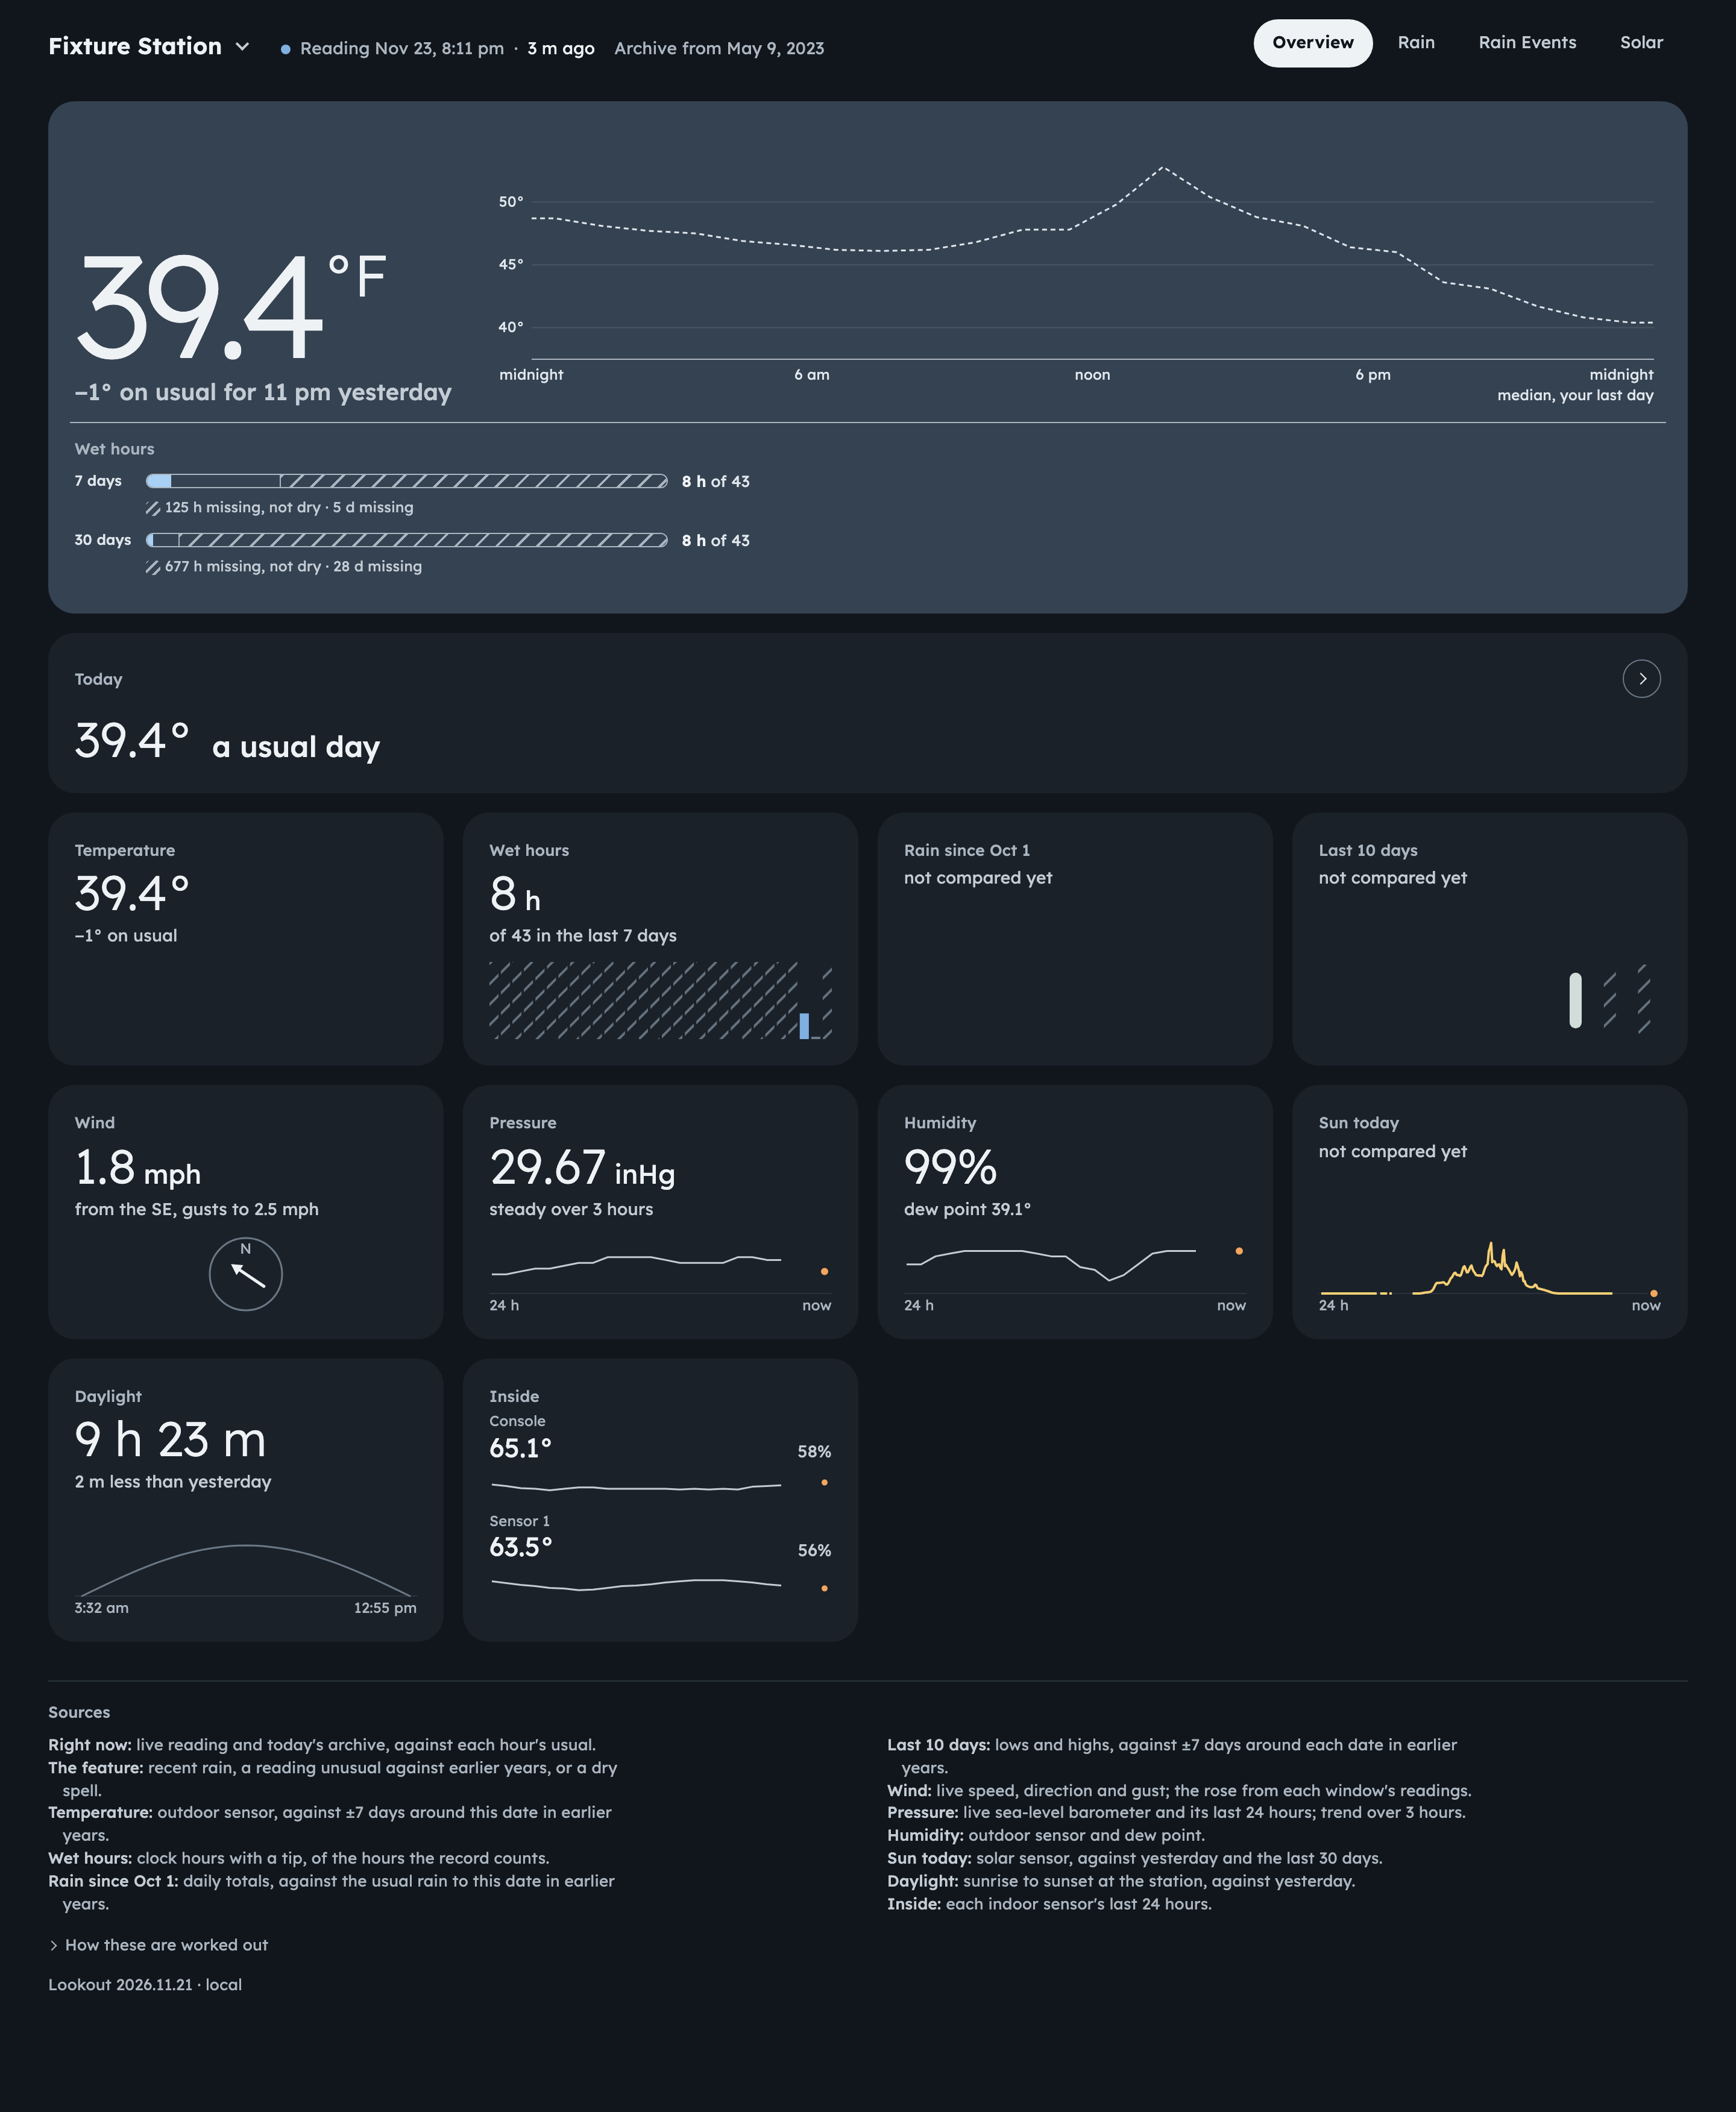 Fixture Station
Reading Nov 23, 8:11 pm · 3 m ago Archive from May 9, 2023
Overview Rain Rain Events Solar
39.4°F
−1° on usual for 11 pm yesterday
50°
45°
40°
midnight 6 am noon 6 pm midnight
median, your last day
Wet hours
7 days 8 h of 43
125 h missing, not dry · 5 d missing
30 days 8 h of 43
677 h missing, not dry · 28 d missing
Today
39.4° a usual day
Temperature
39.4°
−1° on usual
Wet hours
8 h
of 43 in the last 7 days
Rain since Oct 1
not compared yet
Last 10 days
not compared yet
Wind
1.8 mph
from the SE, gusts to 2.5 mph
N
Pressure
29.67 inHg
steady over 3 hours
24 h now
Humidity
99%
dew point 39.1°
24 h now
Sun today
not compared yet
24 h now
Daylight
9 h 23 m
2 m less than yesterday
3:32 am 12:55 pm
Inside
Console
65.1° 58%
Sensor 1
63.5° 56%
Sources
Right now: live reading and today's archive, against each hour's usual.
The feature: recent rain, a reading unusual against earlier years, or a dry
spell.
Temperature: outdoor sensor, against ±7 days around this date in earlier
years.
Wet hours: clock hours with a tip, of the hours the record counts.
Rain since Oct 1: daily totals, against the usual rain to this date in earlier
years.
Last 10 days: lows and highs, against ±7 days around each date in earlier
years.
Wind: live speed, direction and gust; the rose from each window's readings.
Pressure: live sea-level barometer and its last 24 hours; trend over 3 hours.
Humidity: outdoor sensor and dew point.
Sun today: solar sensor, against yesterday and the last 30 days.
Daylight: sunrise to sunset at the station, against yesterday.
Inside: each indoor sensor's last 24 hours.
How these are worked out
Lookout 2026.11.21 · local